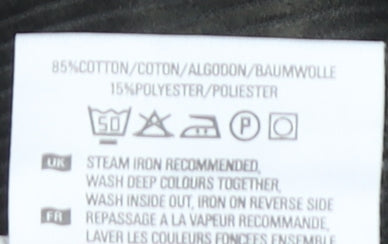 85%COTTON/COTON/ALGODON/BAUMWOLLE
15%POLYESTER/POLIESTER
50 P
UK STEAM IRON RECOMMENDED,
WASH DEEP COLOURS TOGETHER,
WASH INSIDE OUT, IRON ON REVERSE SIDE
FR REPASSAGE A LA VAPEUR RECOMMANDE,
LAVER LES COULEURS FONCEES ENSEMBLE